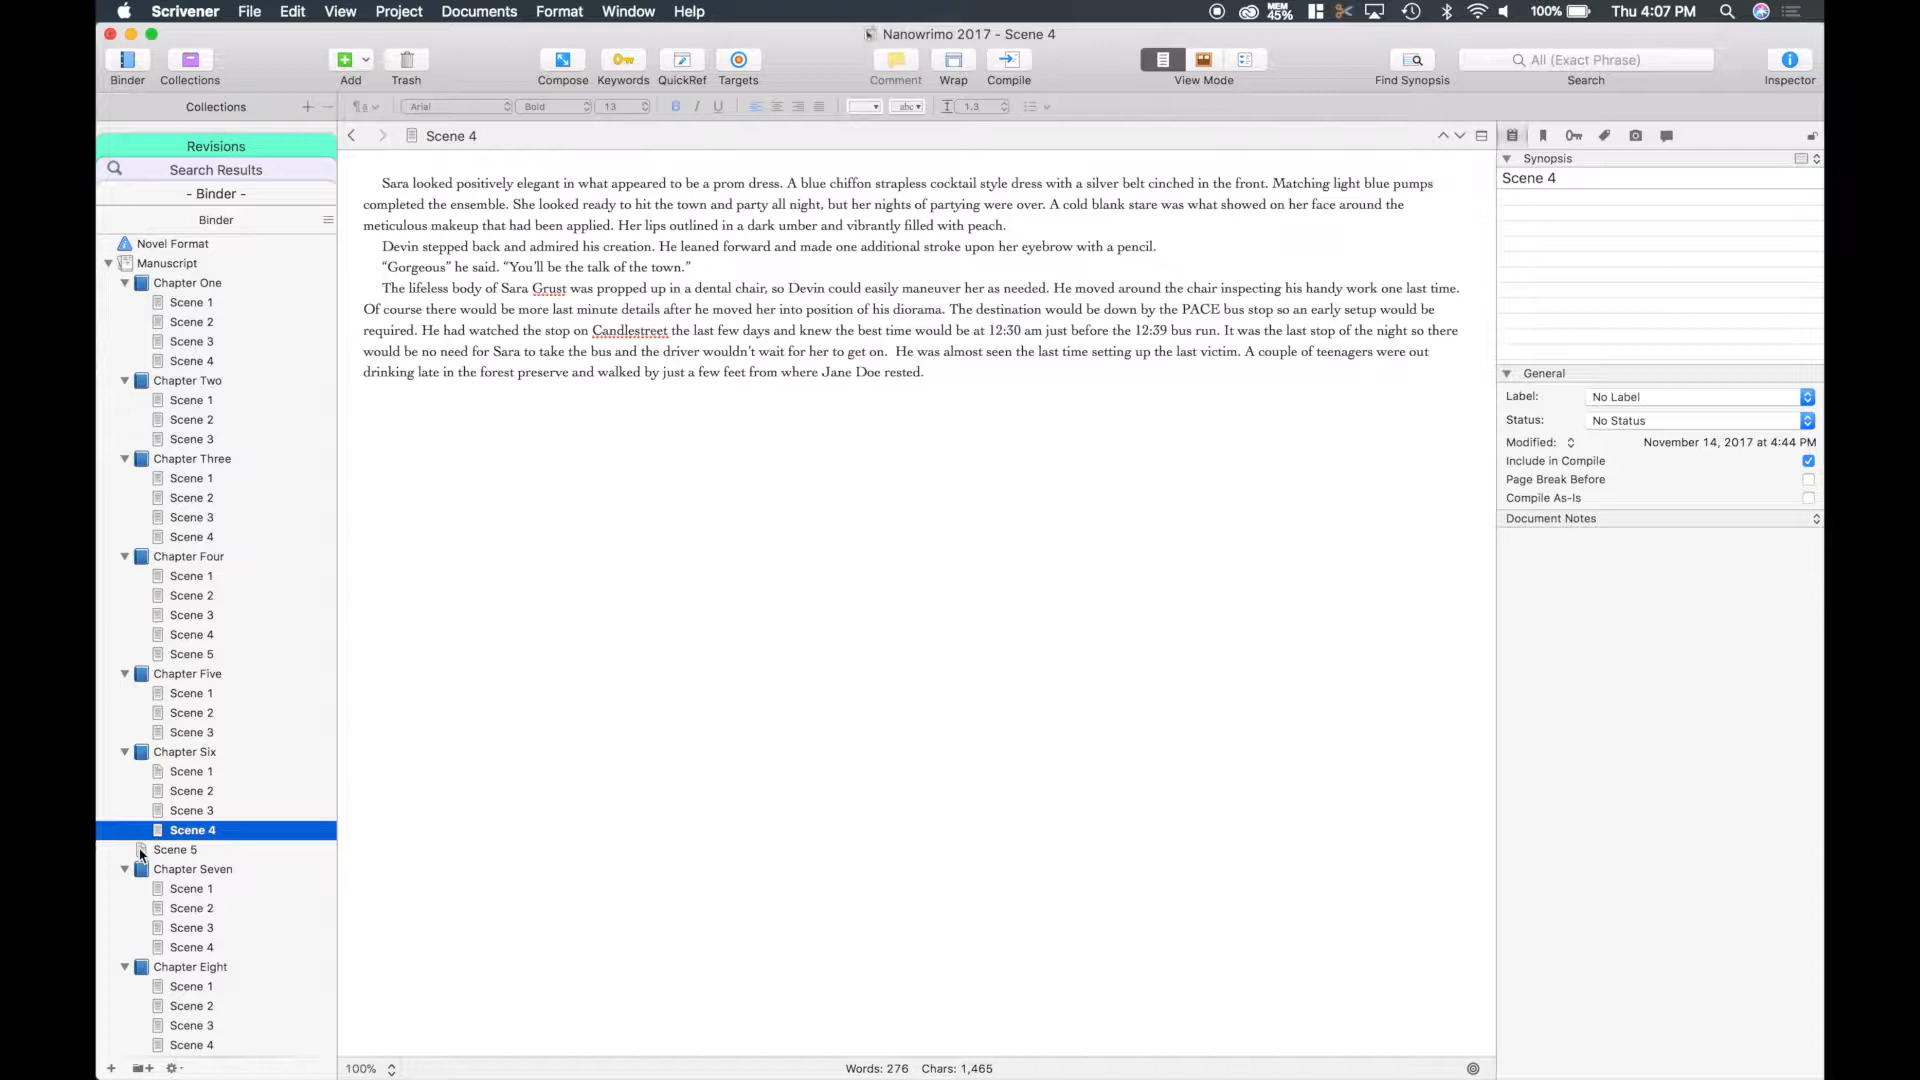 Scrivener File Edit View Project Documents Format Window Help
MEM 45% 100% Thu 4:07 PM
Nanowrimo 2017 - Scene 4
Binder Collections Add Trash Compose Keywords QuickRef Targets Comment Wrap Compile View Mode Find Synopsis All (Exact Phrase) Search Inspector
Collections + − Arial Bold 13 B I U abc 1.3
Revisions
Search Results
- Binder -
Binder
Novel Format
Manuscript
Chapter One
Scene 1
Scene 2
Scene 3
Scene 4
Chapter Two
Scene 1
Scene 2
Scene 3
Chapter Three
Scene 1
Scene 2
Scene 3
Scene 4
Chapter Four
Scene 1
Scene 2
Scene 3
Scene 4
Scene 5
Chapter Five
Scene 1
Scene 2
Scene 3
Chapter Six
Scene 1
Scene 2
Scene 3
Scene 4
Scene 5
Chapter Seven
Scene 1
Scene 2
Scene 3
Scene 4
Chapter Eight
Scene 1
Scene 2
Scene 3
Scene 4
Scene 4
Sara looked positively elegant in what appeared to be a prom dress. A blue chiffon strapless cocktail style dress with a silver belt cinched in the front. Matching light blue pumps
completed the ensemble. She looked ready to hit the town and party all night, but her nights of partying were over. A cold blank stare was what showed on her face around the
meticulous makeup that had been applied. Her lips outlined in a dark umber and vibrantly filled with peach.
Devin stepped back and admired his creation. He leaned forward and made one additional stroke upon her eyebrow with a pencil.
“Gorgeous” he said. “You’ll be the talk of the town.”
The lifeless body of Sara Grust was propped up in a dental chair, so Devin could easily maneuver her as needed. He moved around the chair inspecting his handy work one last time.
Of course there would be more last minute details after he moved her into position of his diorama. The destination would be down by the PACE bus stop so an early setup would be
required. He had watched the stop on Candlestreet the last few days and knew the best time would be at 12:30 am just before the 12:39 bus run. It was the last stop of the night so there
would be no need for Sara to take the bus and the driver wouldn’t wait for her to get on.  He was almost seen the last time setting up the last victim. A couple of teenagers were out
drinking late in the forest preserve and walked by just a few feet from where Jane Doe rested.
100% Words: 276 Chars: 1,465
Synopsis
Scene 4
General
Label: No Label
Status: No Status
Modified: November 14, 2017 at 4:44 PM
Include in Compile
Page Break Before
Compile As-Is
Document Notes